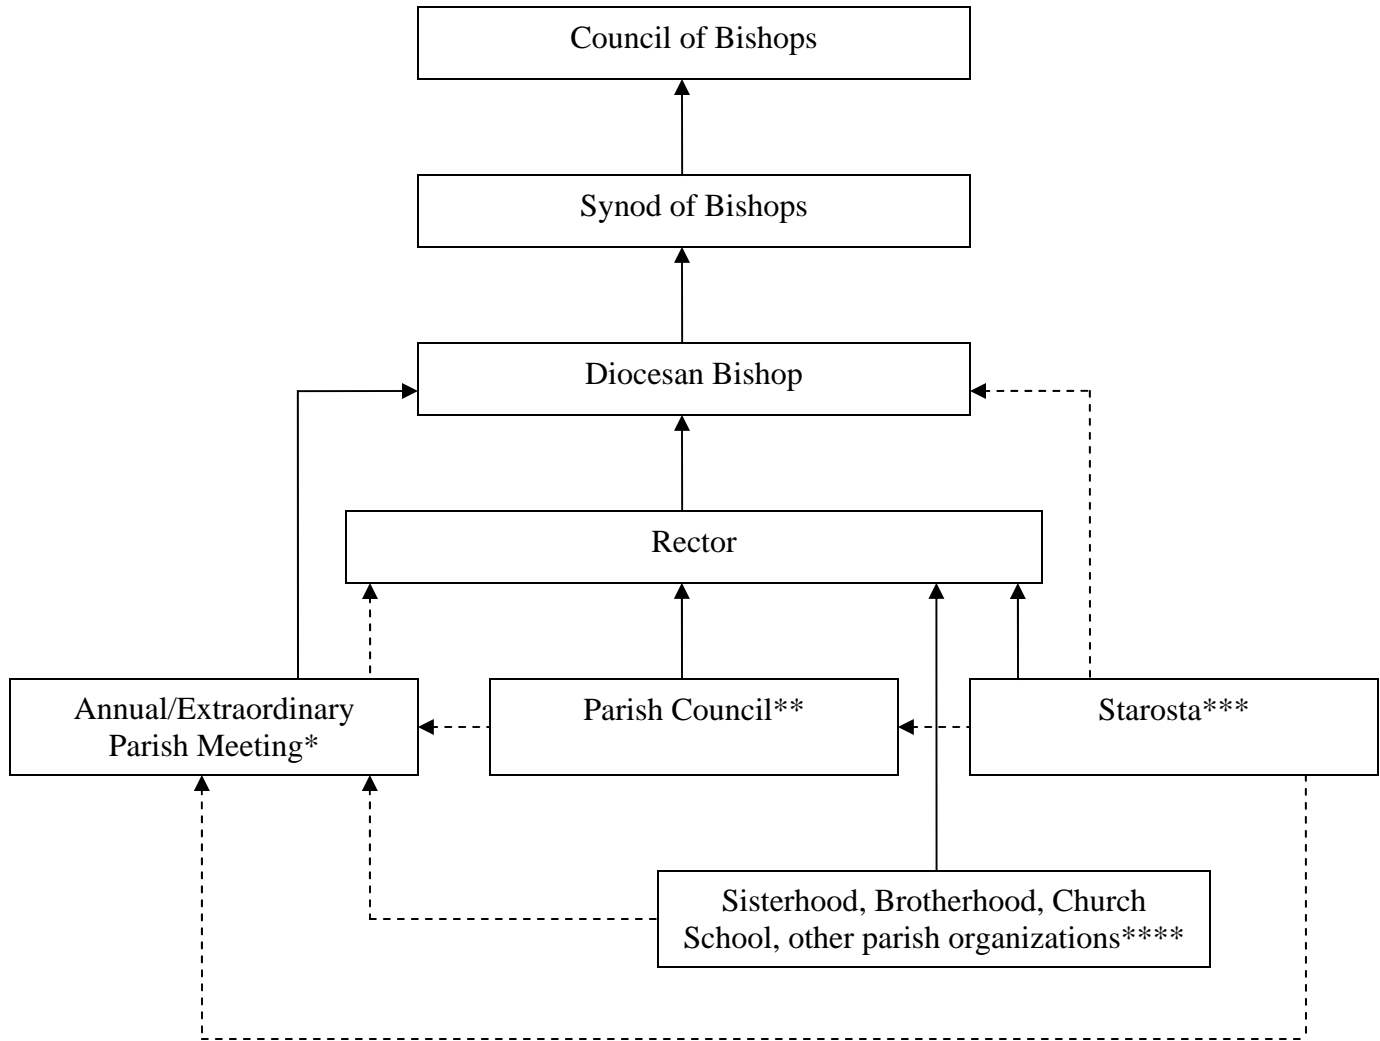 Council of Bishops
Synod of Bishops
Diocesan Bishop
Rector
Annual/Extraordinary
Parish Meeting*
Parish Council**
Starosta***
Sisterhood, Brotherhood, Church
School, other parish organizations****